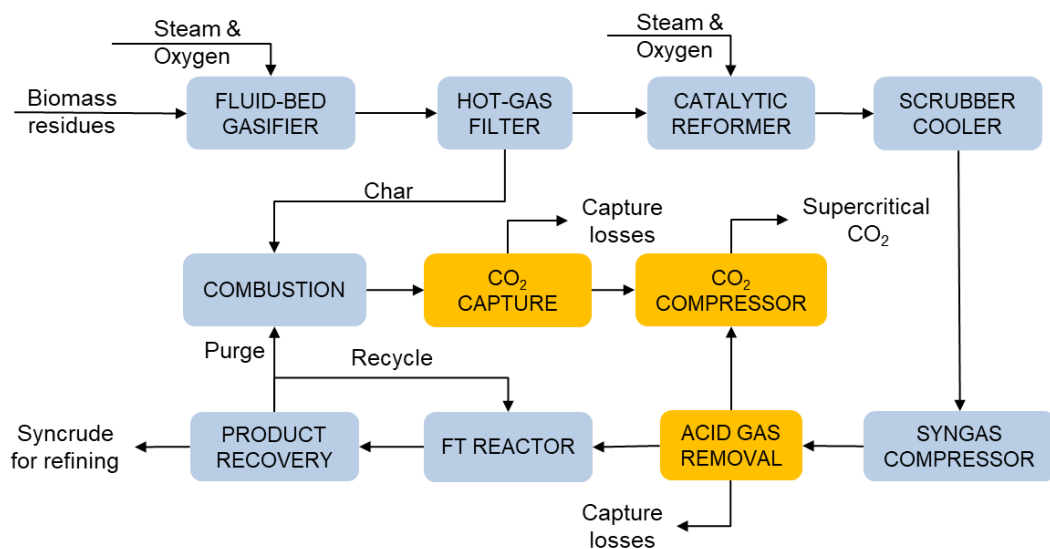 Steam &
Oxygen
Steam &
Oxygen
Biomass
residues
FLUID-BED
GASIFIER
HOT-GAS
FILTER
CATALYTIC
REFORMER
SCRUBBER
COOLER
Char
Capture
losses
Supercritical
CO₂
COMBUSTION
CO₂
CAPTURE
CO₂
COMPRESSOR
Purge
Recycle
Syncrude
for refining
PRODUCT
RECOVERY
FT REACTOR
ACID GAS
REMOVAL
SYNGAS
COMPRESSOR
Capture
losses